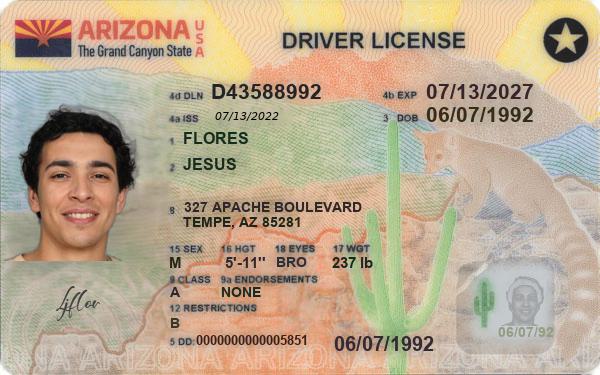 ARIZONA USA
The Grand Canyon State
DRIVER LICENSE
4d DLN D43588992
4b EXP 07/13/2027
4a ISS 07/13/2022
3 DOB 06/07/1992
1 FLORES
2 JESUS
8 327 APACHE BOULEVARD
TEMPE, AZ 85281
15 SEX 16 HGT 18 EYES 17 WGT
M 5'-11" BRO 237 lb
9 CLASS 9a ENDORSEMENTS
A NONE
12 RESTRICTIONS
B
5 DD: 0000000000005851
06/07/1992
06/07/92
ARIZONA ARIZONA ARIZONA ARIZONA